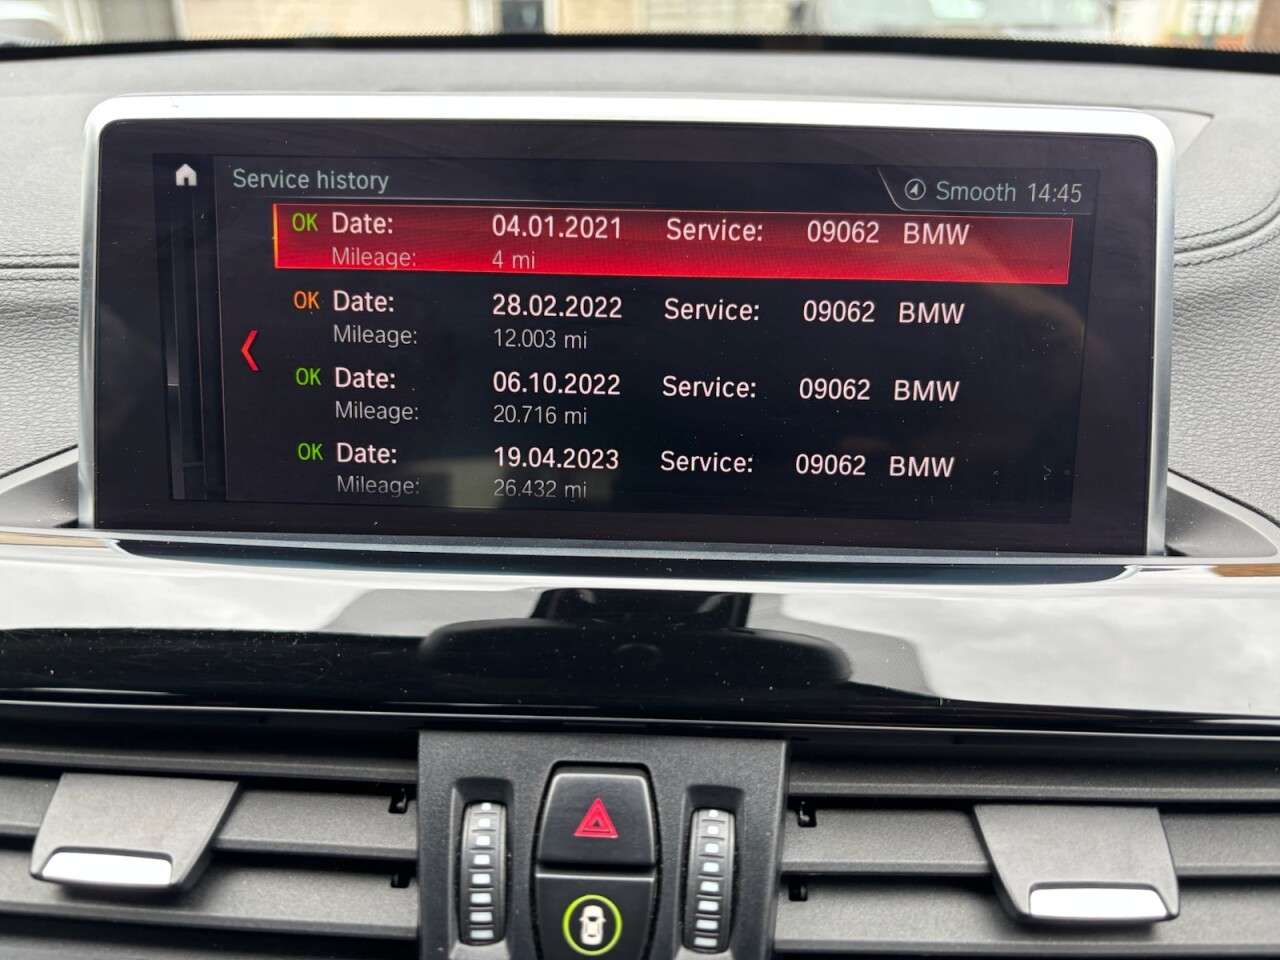 Service history Smooth 14:45
OK Date: 04.01.2021 Service: 09062 BMW
Mileage: 4 mi
OK Date: 28.02.2022 Service: 09062 BMW
Mileage: 12.003 mi
OK Date: 06.10.2022 Service: 09062 BMW
Mileage: 20.716 mi
OK Date: 19.04.2023 Service: 09062 BMW
Mileage: 26.432 mi